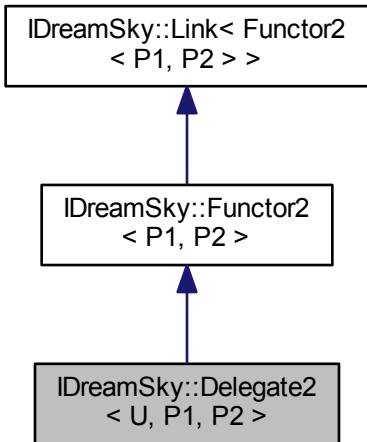 IDreamSky::Link< Functor2
< P1, P2 > >
IDreamSky::Functor2
< P1, P2 >
IDreamSky::Delegate2
< U, P1, P2 >